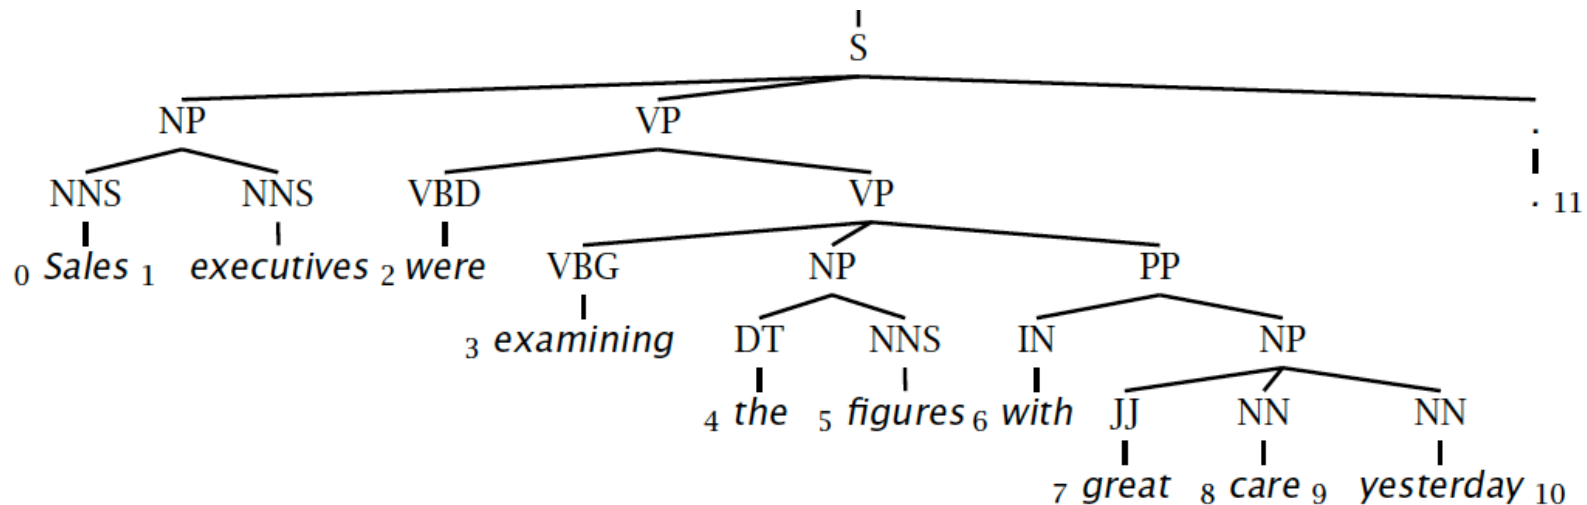 S
NP VP .
NNS NNS VBD VP . 11
0 Sales 1 executives 2 were VBG NP PP
3 examining DT NNS IN NP
4 the 5 figures 6 with JJ NN NN
7 great 8 care 9 yesterday 10